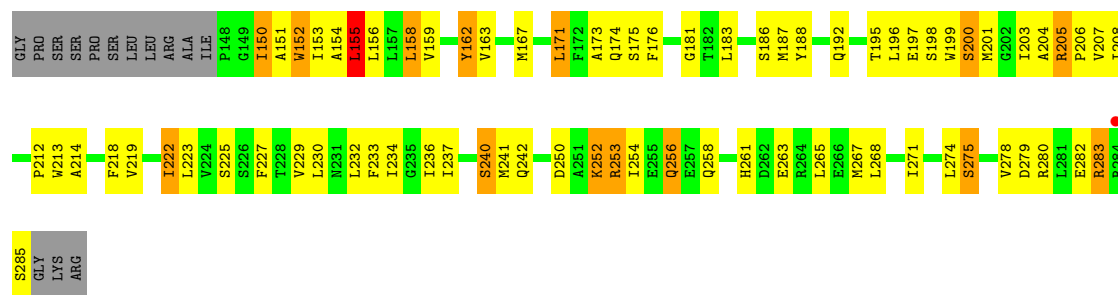 GLY PRO SER SER PRO SER LEU LEU ARG ALA ILE P148 G149 I150 A151 W152 I153 A154 L155 L156 L157 L158 V159 Y162 V163 M167 L171 F172 A173 Q174 S175 F176 G181 T182 L183 S186 M187 Y188 Q192 T195 L196 E197 S198 W199 S200 M201 G202 I203 A204 R205 P206 V207
P212 W213 A214 F218 V219 I222 L223 V224 S225 S226 F227 T228 V229 L230 N231 L232 F233 I234 G235 I236 I237 S240 M241 Q242 D250 A251 K252 R253 I254 E255 Q256 E257 Q258 H261 D262 E263 R264 L265 E266 M267 L268 I271 L274 S275 V278 D279 R280 L281 E282 R283
S285 GLY LYS ARG